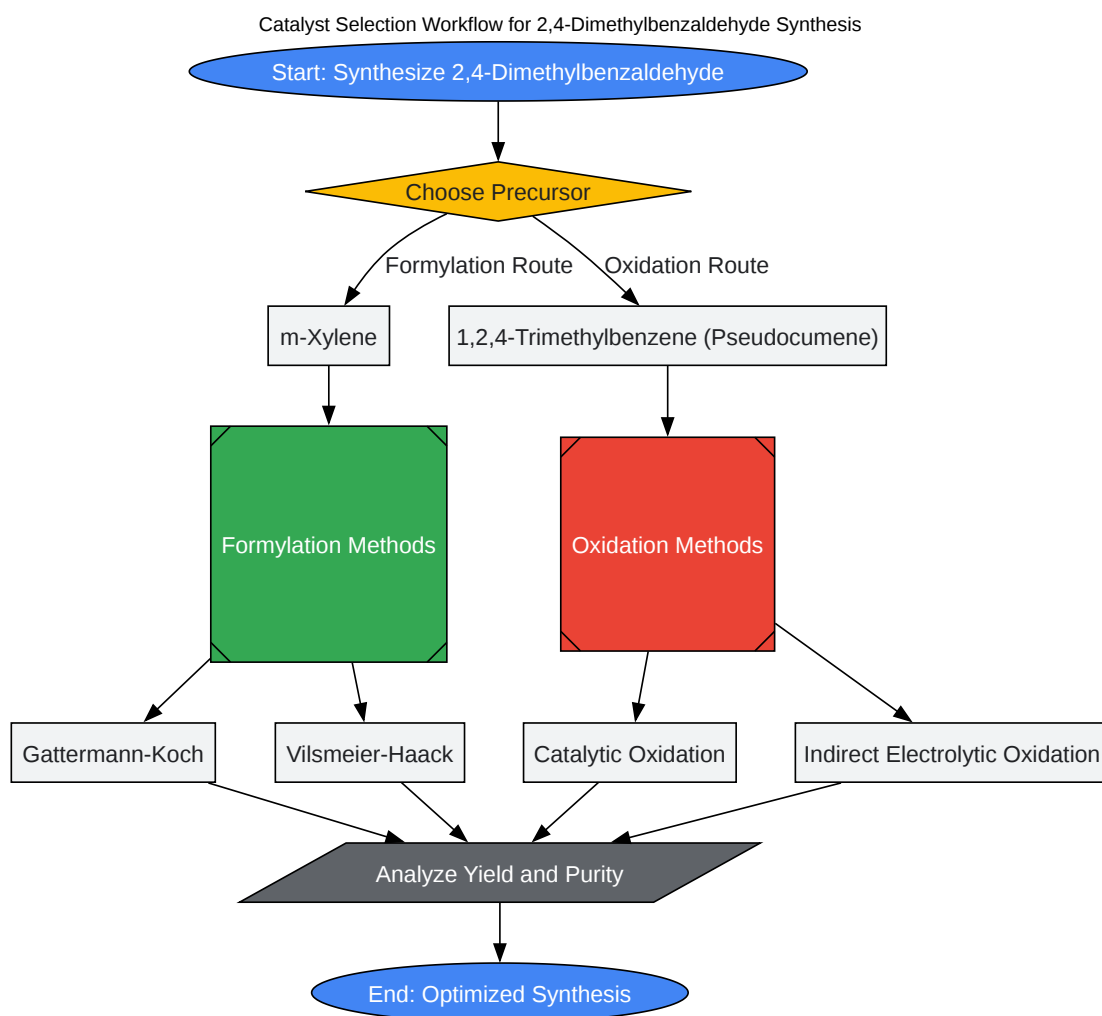 Catalyst Selection Workflow for 2,4-Dimethylbenzaldehyde Synthesis
Start: Synthesize 2,4-Dimethylbenzaldehyde
Choose Precursor
Formylation Route
Oxidation Route
m-Xylene
1,2,4-Trimethylbenzene (Pseudocumene)
Formylation Methods
Oxidation Methods
Gattermann-Koch
Vilsmeier-Haack
Catalytic Oxidation
Indirect Electrolytic Oxidation
Analyze Yield and Purity
End: Optimized Synthesis